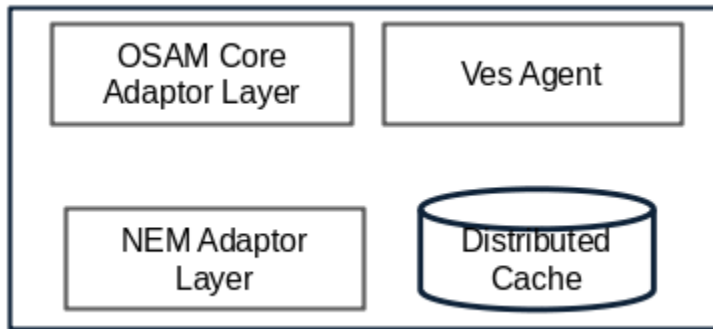 OSAM Core
Adaptor Layer
Ves Agent
NEM Adaptor
Layer
Distributed
Cache